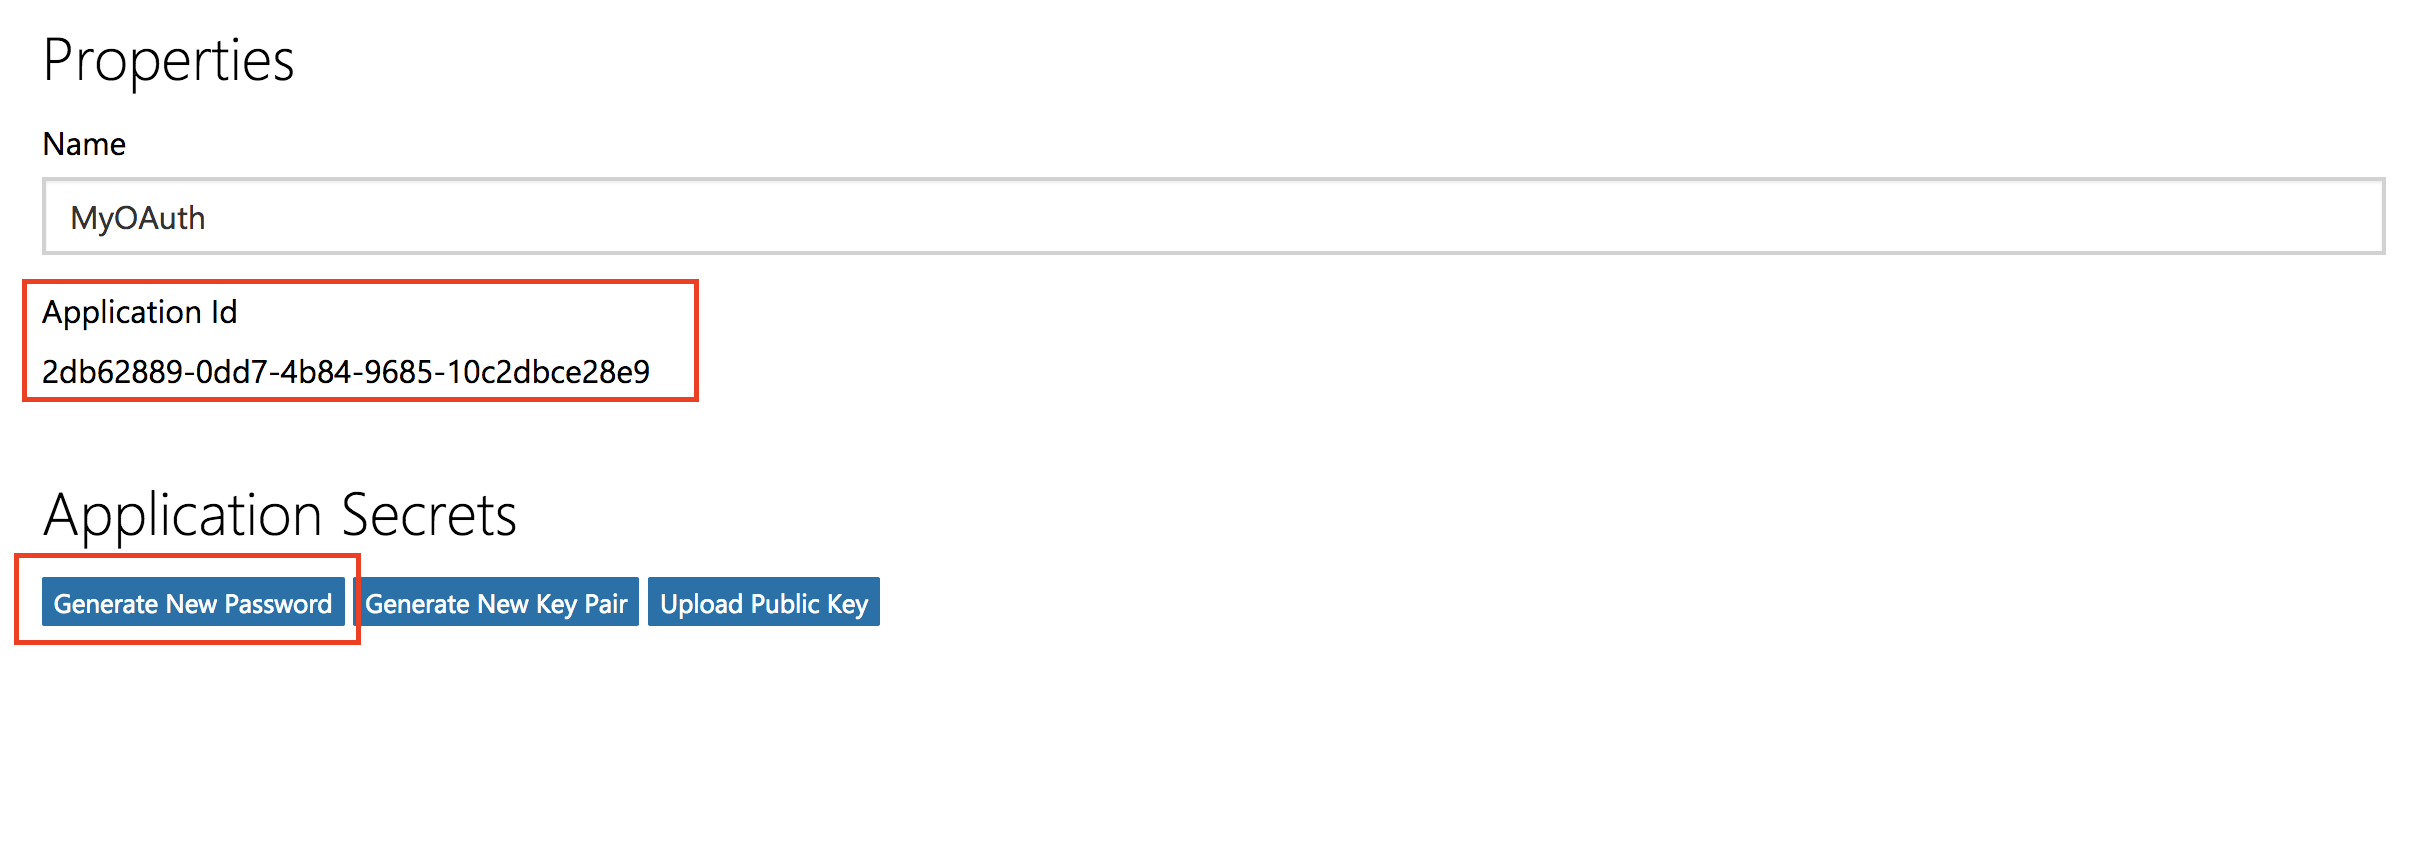 Properties
Name
MyOAuth
Application Id
2db62889-0dd7-4b84-9685-10c2dbce28e9
Application Secrets
Generate New Password Generate New Key Pair Upload Public Key